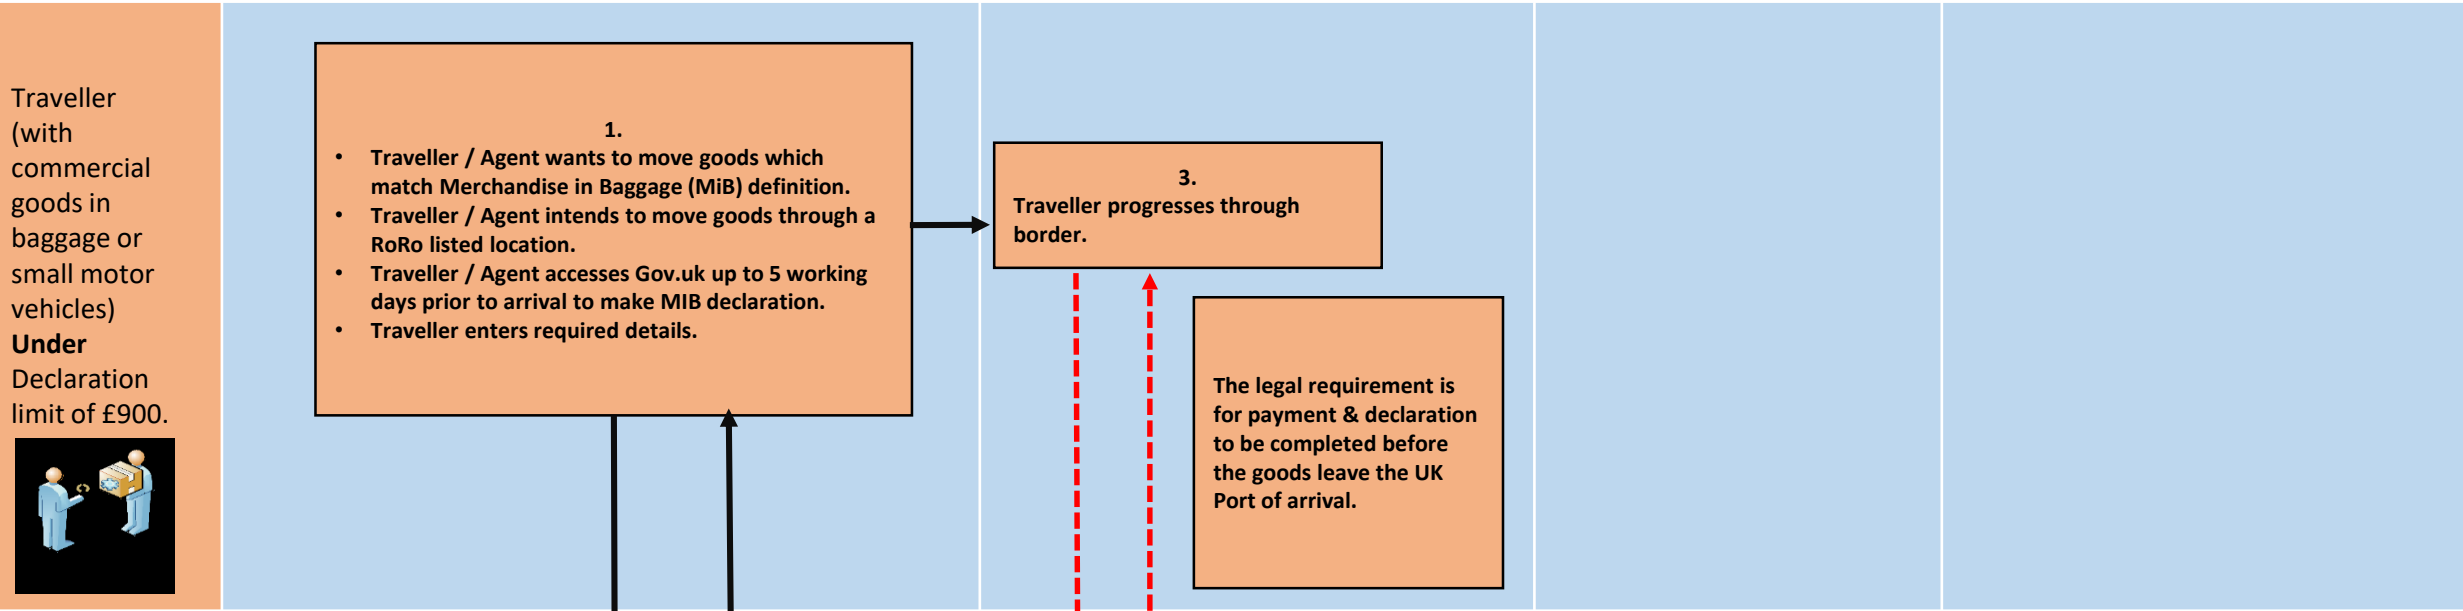 Traveller
(with
commercial
goods in
baggage or
small motor
vehicles)
Under
Declaration
limit of £900.
1.
• Traveller / Agent wants to move goods which
match Merchandise in Baggage (MiB) definition.
• Traveller / Agent intends to move goods through a
RoRo listed location.
• Traveller / Agent accesses Gov.uk up to 5 working
days prior to arrival to make MIB declaration.
• Traveller enters required details.
3.
Traveller progresses through
border.
The legal requirement is
for payment & declaration
to be completed before
the goods leave the UK
Port of arrival.